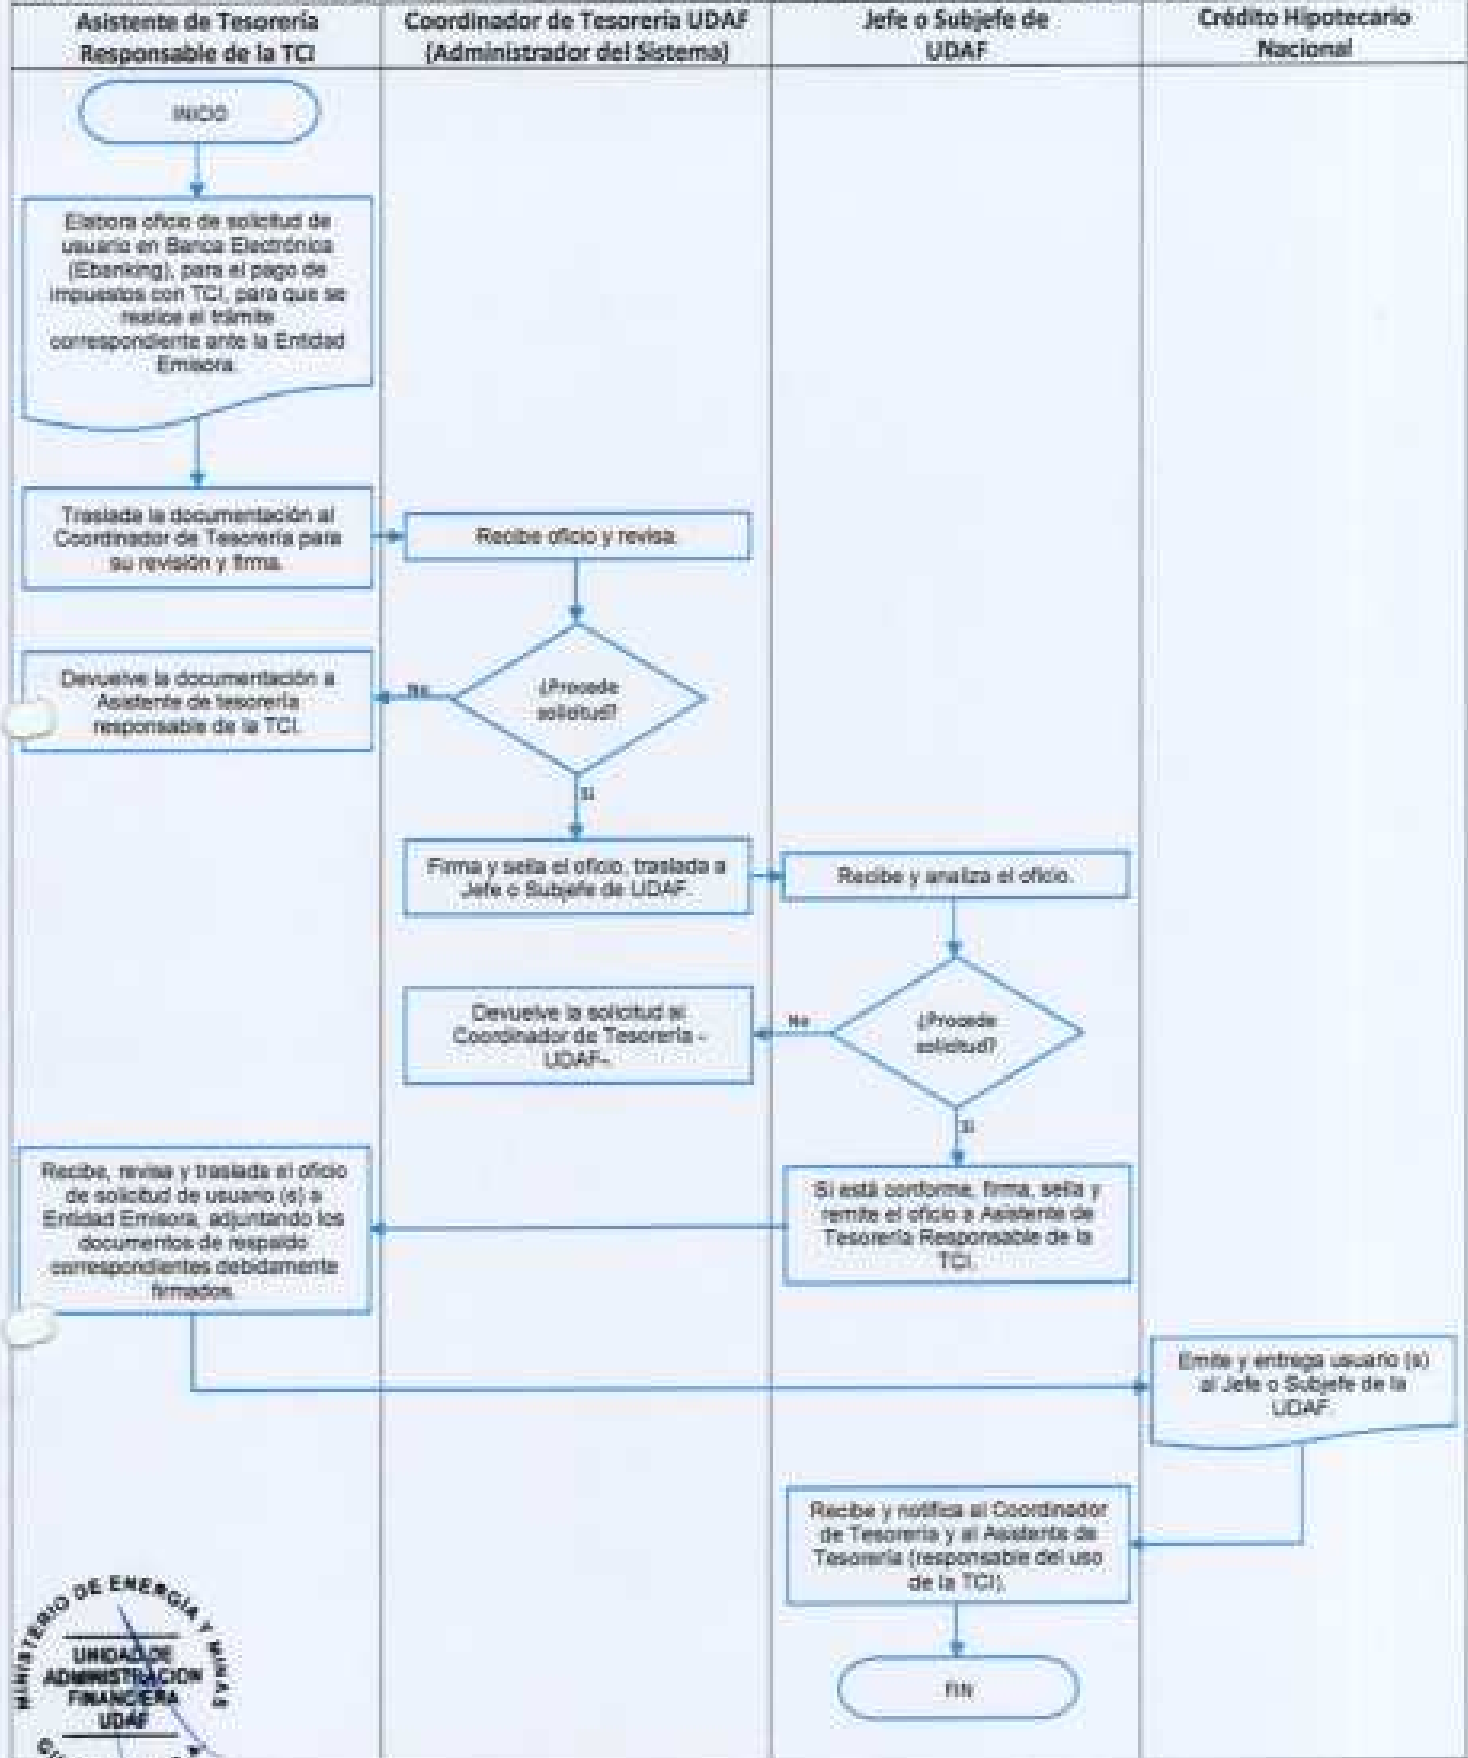 Asistente de Tesorería
Responsable de la TCI
Coordinador de Tesorería UDAF
(Administrador del Sistema)
Jefe o Subjefe de
UDAF
Crédito Hipotecario
Nacional
INICIO
Elabora oficio de solicitud de
usuario en Banca Electrónica
(Ebanking), para el pago de
impuestos con TCI, para que se
realice el trámite
correspondiente ante la Entidad
Emisora.
Traslada la documentación al
Coordinador de Tesorería para
su revisión y firma.
Recibe oficio y revisa.
Devuelve la documentación a
Asistente de tesorería
responsable de la TCI.
No
¿Procede
solicitud?
Si
Firma y sella el oficio, traslada a
Jefe o Subjefe de UDAF.
Recibe y analiza el oficio.
Devuelve la solicitud al
Coordinador de Tesorería -
UDAF-.
No
¿Procede
solicitud?
Si
Recibe, revisa y traslada el oficio
de solicitud de usuario (s) a
Entidad Emisora, adjuntando los
documentos de respaldo
correspondientes debidamente
firmados.
Si está conforme, firma, sella y
remite el oficio a Asistente de
Tesorería Responsable de la
TCI.
Emite y entrega usuario (s)
al Jefe o Subjefe de la
UDAF.
Recibe y notifica al Coordinador
de Tesorería y al Asistente de
Tesorería (responsable del uso
de la TCI).
FIN
MINISTERIO DE ENERGIA Y MINAS
UNIDAD DE
ADMINISTRACION
FINANCIERA
UDAF